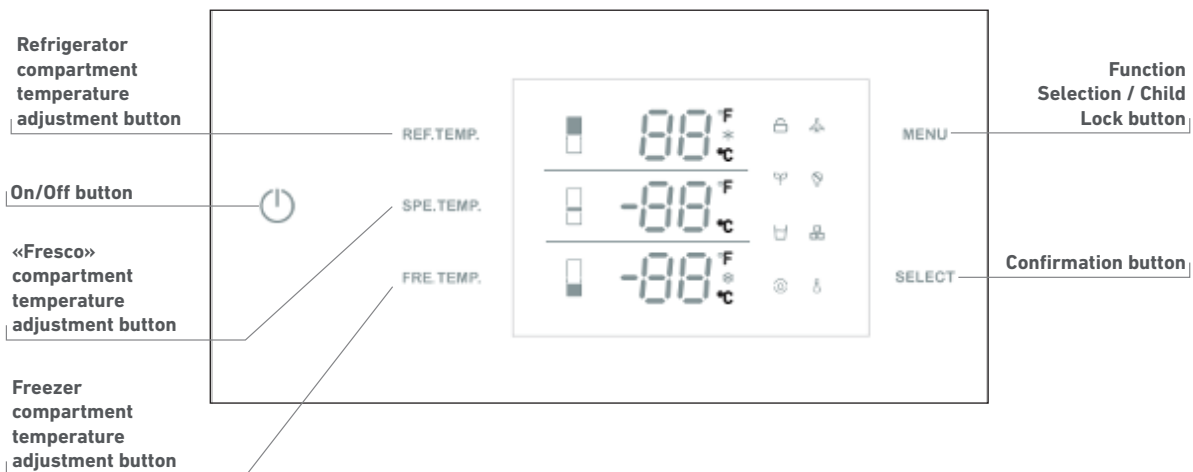 Refrigerator
compartment
temperature
adjustment button
On/Off button
«Fresco»
compartment
temperature
adjustment button
Freezer
compartment
temperature
adjustment button
REF.TEMP.
SPE.TEMP.
FRE.TEMP.
88 °F
°C
-88 °F
°C
-88 °F
°C
MENU
SELECT
Function
Selection / Child
Lock button
Confirmation button